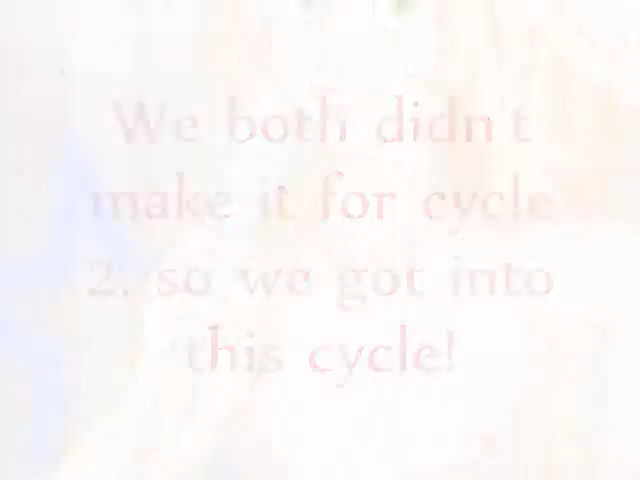 We both didn't
make it for cycle
2, so we got into
this cycle!